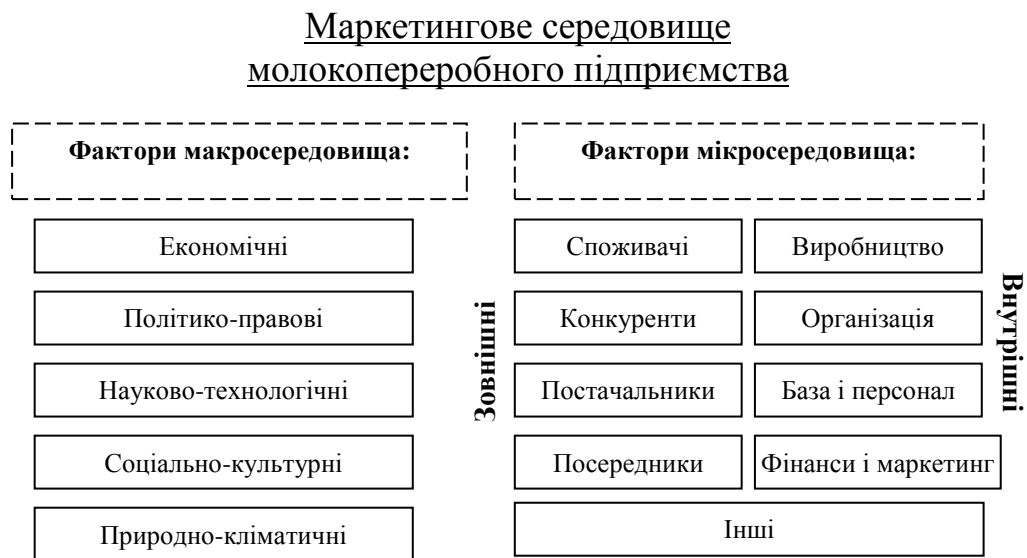 Маркетингове середовище
молокопереробного підприємства
Фактори макросередовища:
Економічні
Політико-правові
Науково-технологічні
Соціально-культурні
Природно-кліматичні
Фактори мікросередовища:
Зовнішні
Споживачі
Конкуренти
Постачальники
Посередники
Виробництво
Організація
База і персонал
Фінанси і маркетинг
Внутрішні
Інші